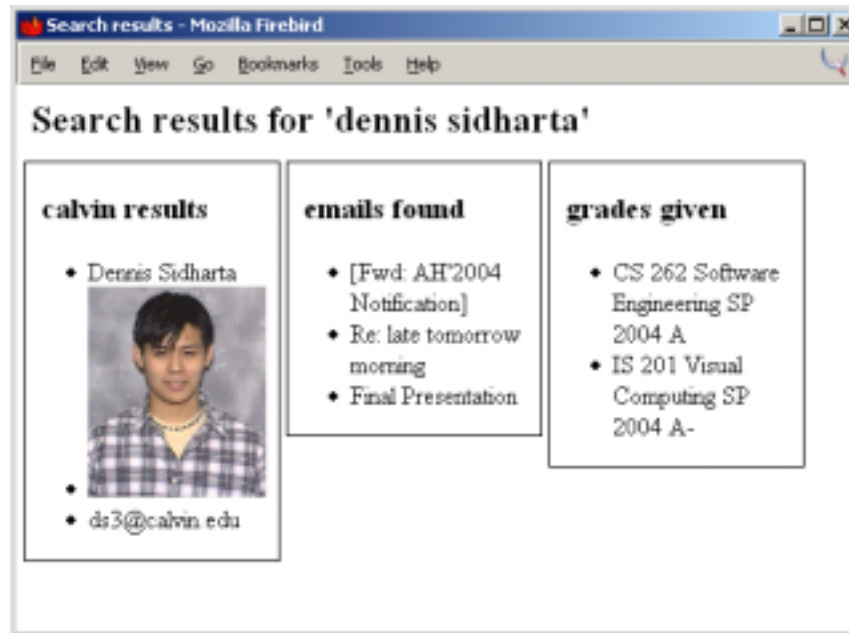 Search results - Mozilla Firebird
File Edit View Go Bookmarks Tools Help
Search results for 'dennis sidharta'
calvin results
• Dennis Sidharta
• ds3@calvin.edu
emails found
• [Fwd: AH'2004
Notification]
• Re: late tomorrow
morning
• Final Presentation
grades given
• CS 262 Software
Engineering SP
2004 A
• IS 201 Visual
Computing SP
2004 A-